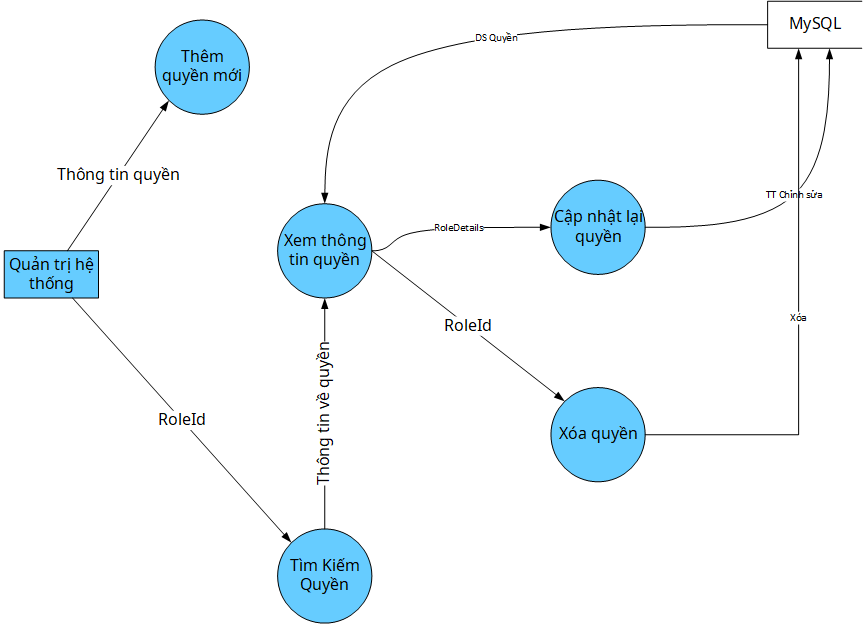 MySQL
DS Quyền
Thêm
quyền mới
Thông tin quyền
Cập nhật lại
quyền
TT Chỉnh sửa
Xem thông
tin quyền
RoleDetails
Quản trị hệ
thống
RoleId
Xóa
Thông tin về quyền
RoleId
Xóa quyền
Tìm Kiếm
Quyền